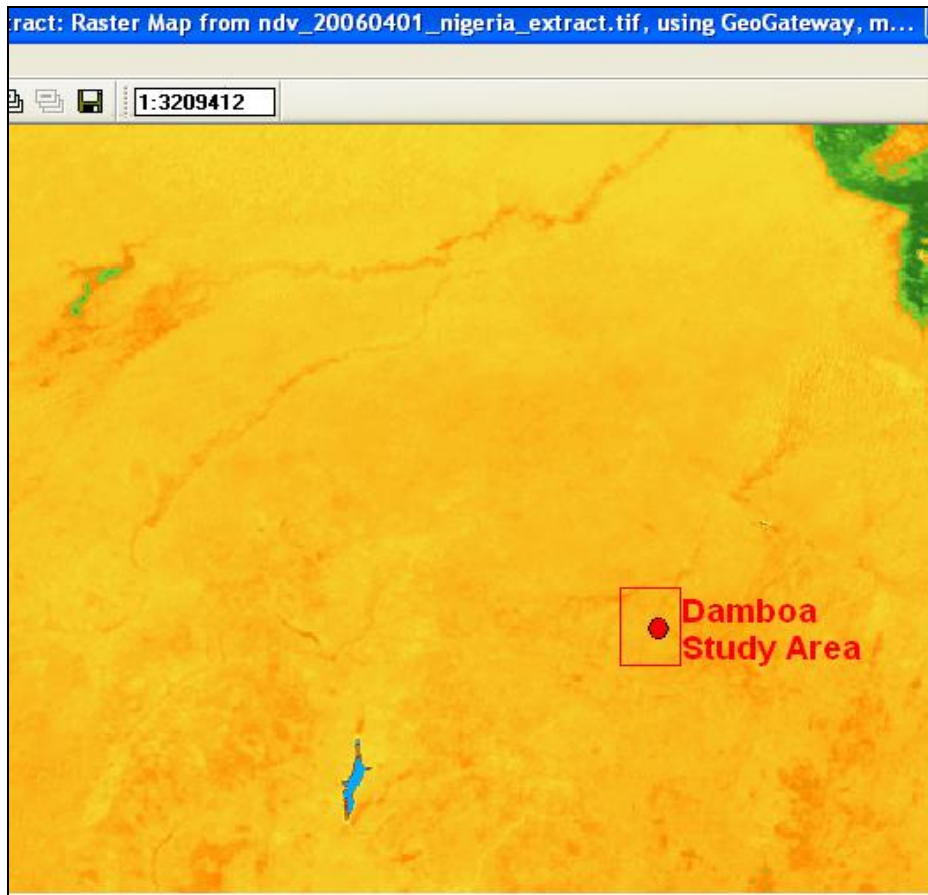 ract: Raster Map from ndv_20060401_nigeria_extract.tif, using GeoGateway, m...
1:3209412
Damboa
Study Area